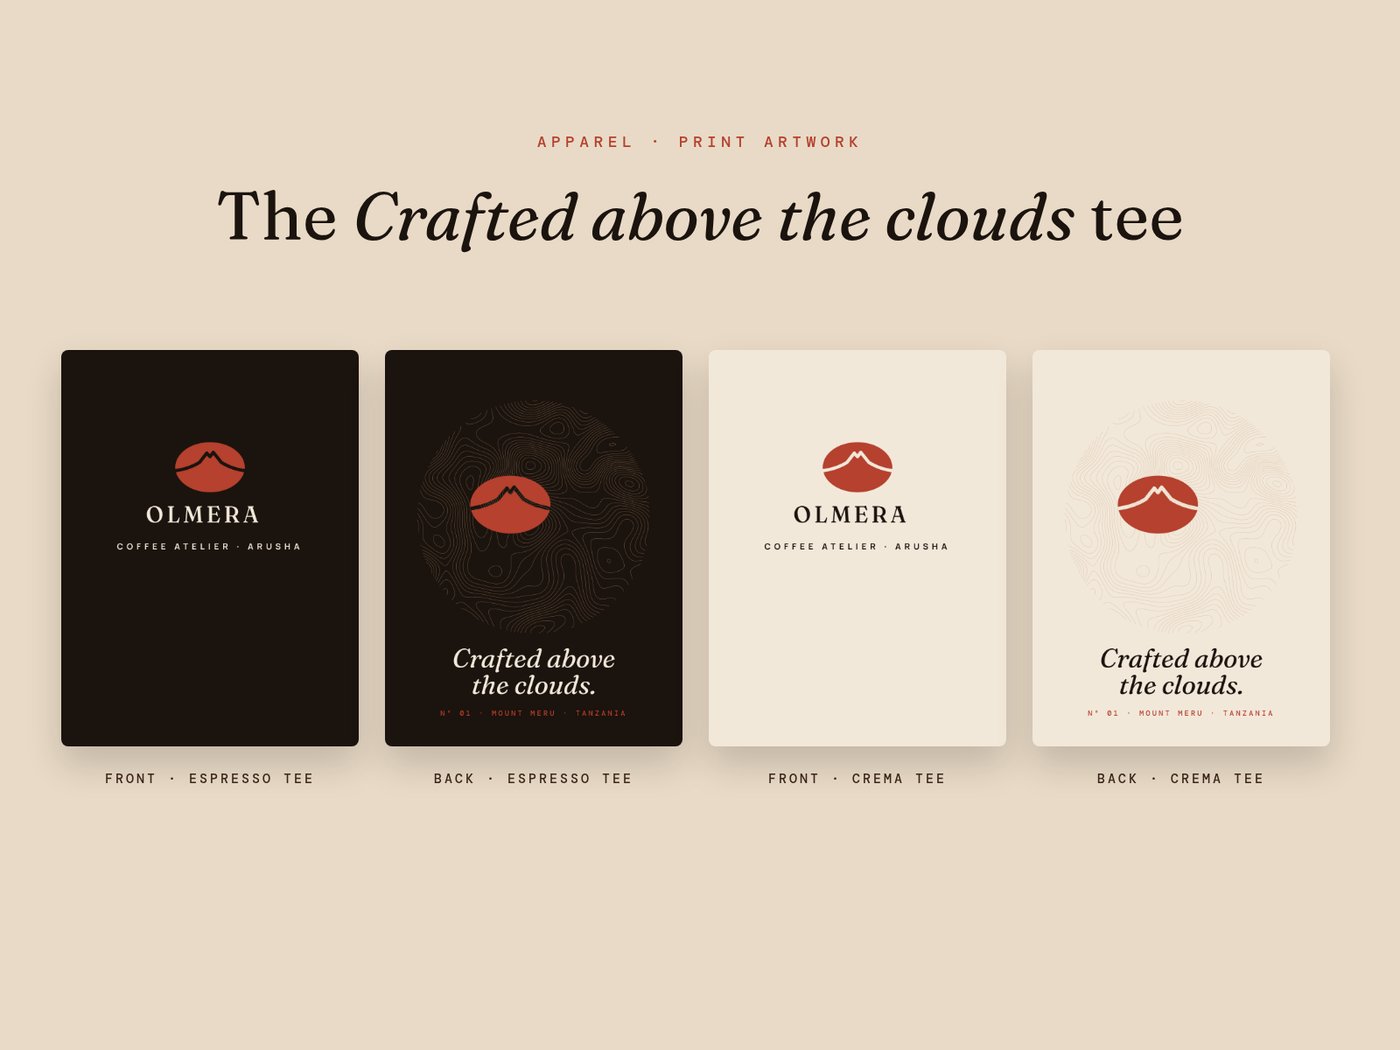 APPAREL · PRINT ARTWORK
The Crafted above the clouds tee
OLMERA
COFFEE ATELIER · ARUSHA
FRONT · ESPRESSO TEE
Crafted above
the clouds.
N° 01 · MOUNT MERU · TANZANIA
BACK · ESPRESSO TEE
OLMERA
COFFEE ATELIER · ARUSHA
FRONT · CREMA TEE
Crafted above
the clouds.
N° 01 · MOUNT MERU · TANZANIA
BACK · CREMA TEE